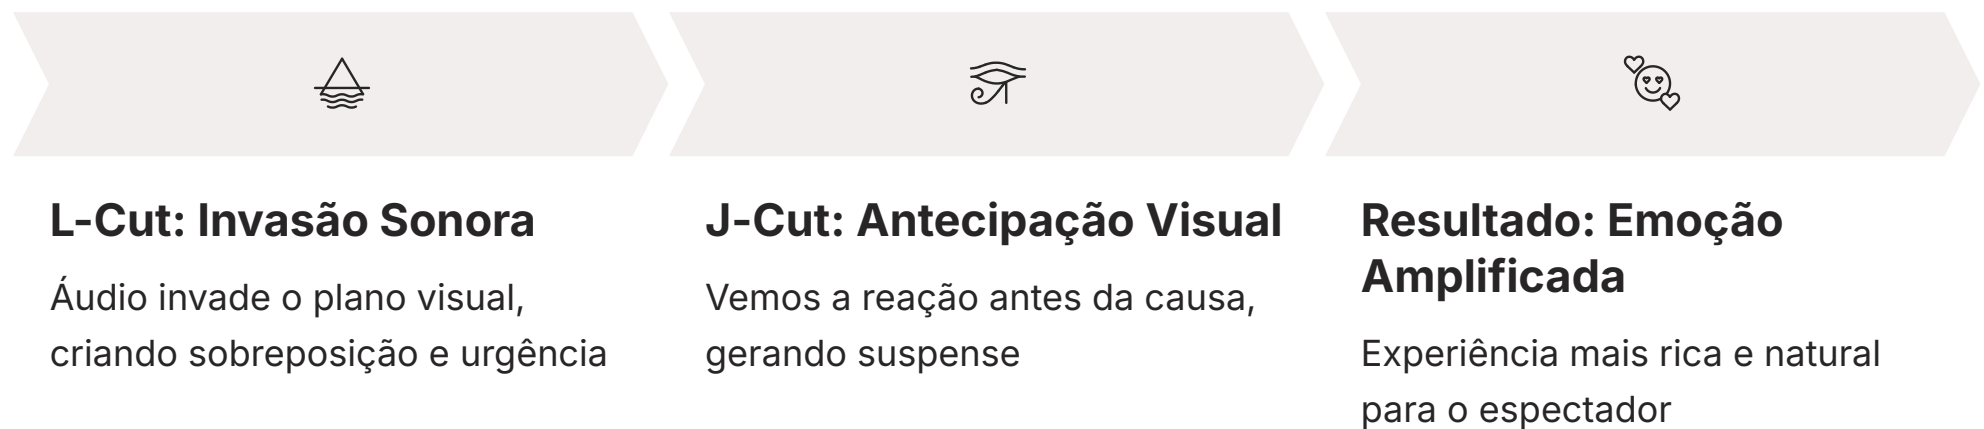 L-Cut: Invasão Sonora
Áudio invade o plano visual,
criando sobreposição e urgência
J-Cut: Antecipação Visual
Vemos a reação antes da causa,
gerando suspense
Resultado: Emoção
Amplificada
Experiência mais rica e natural
para o espectador